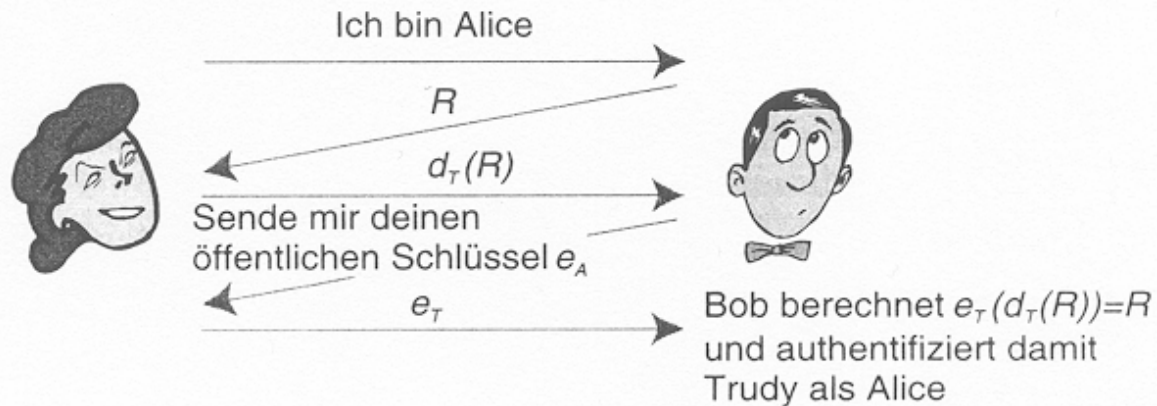 Ich bin Alice
R
d_T(R)
Sende mir deinen
öffentlichen Schlüssel e_A
e_T
Bob berechnet e_T(d_T(R))=R
und authentifiziert damit
Trudy als Alice